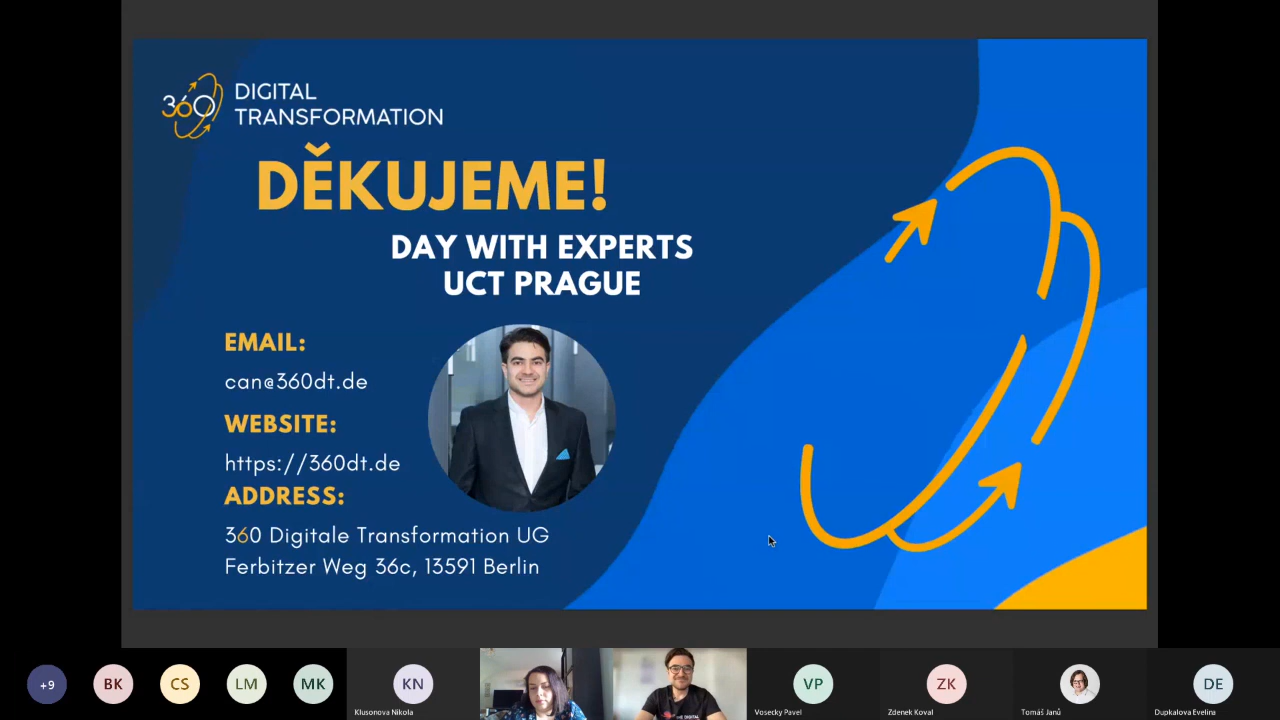 360 DIGITAL
TRANSFORMATION
DĚKUJEME!
DAY WITH EXPERTS
UCT PRAGUE
EMAIL:
can@360dt.de
WEBSITE:
https://360dt.de
ADDRESS:
360 Digitale Transformation UG
Ferbitzer Weg 36c, 13591 Berlin
+9
BK
CS
LM
MK
KN
Klusonova Nikola
VP
Vosecky Pavel
ZK
Zdenek Koval
Tomáš Janů
DE
Dupkalova Evelina